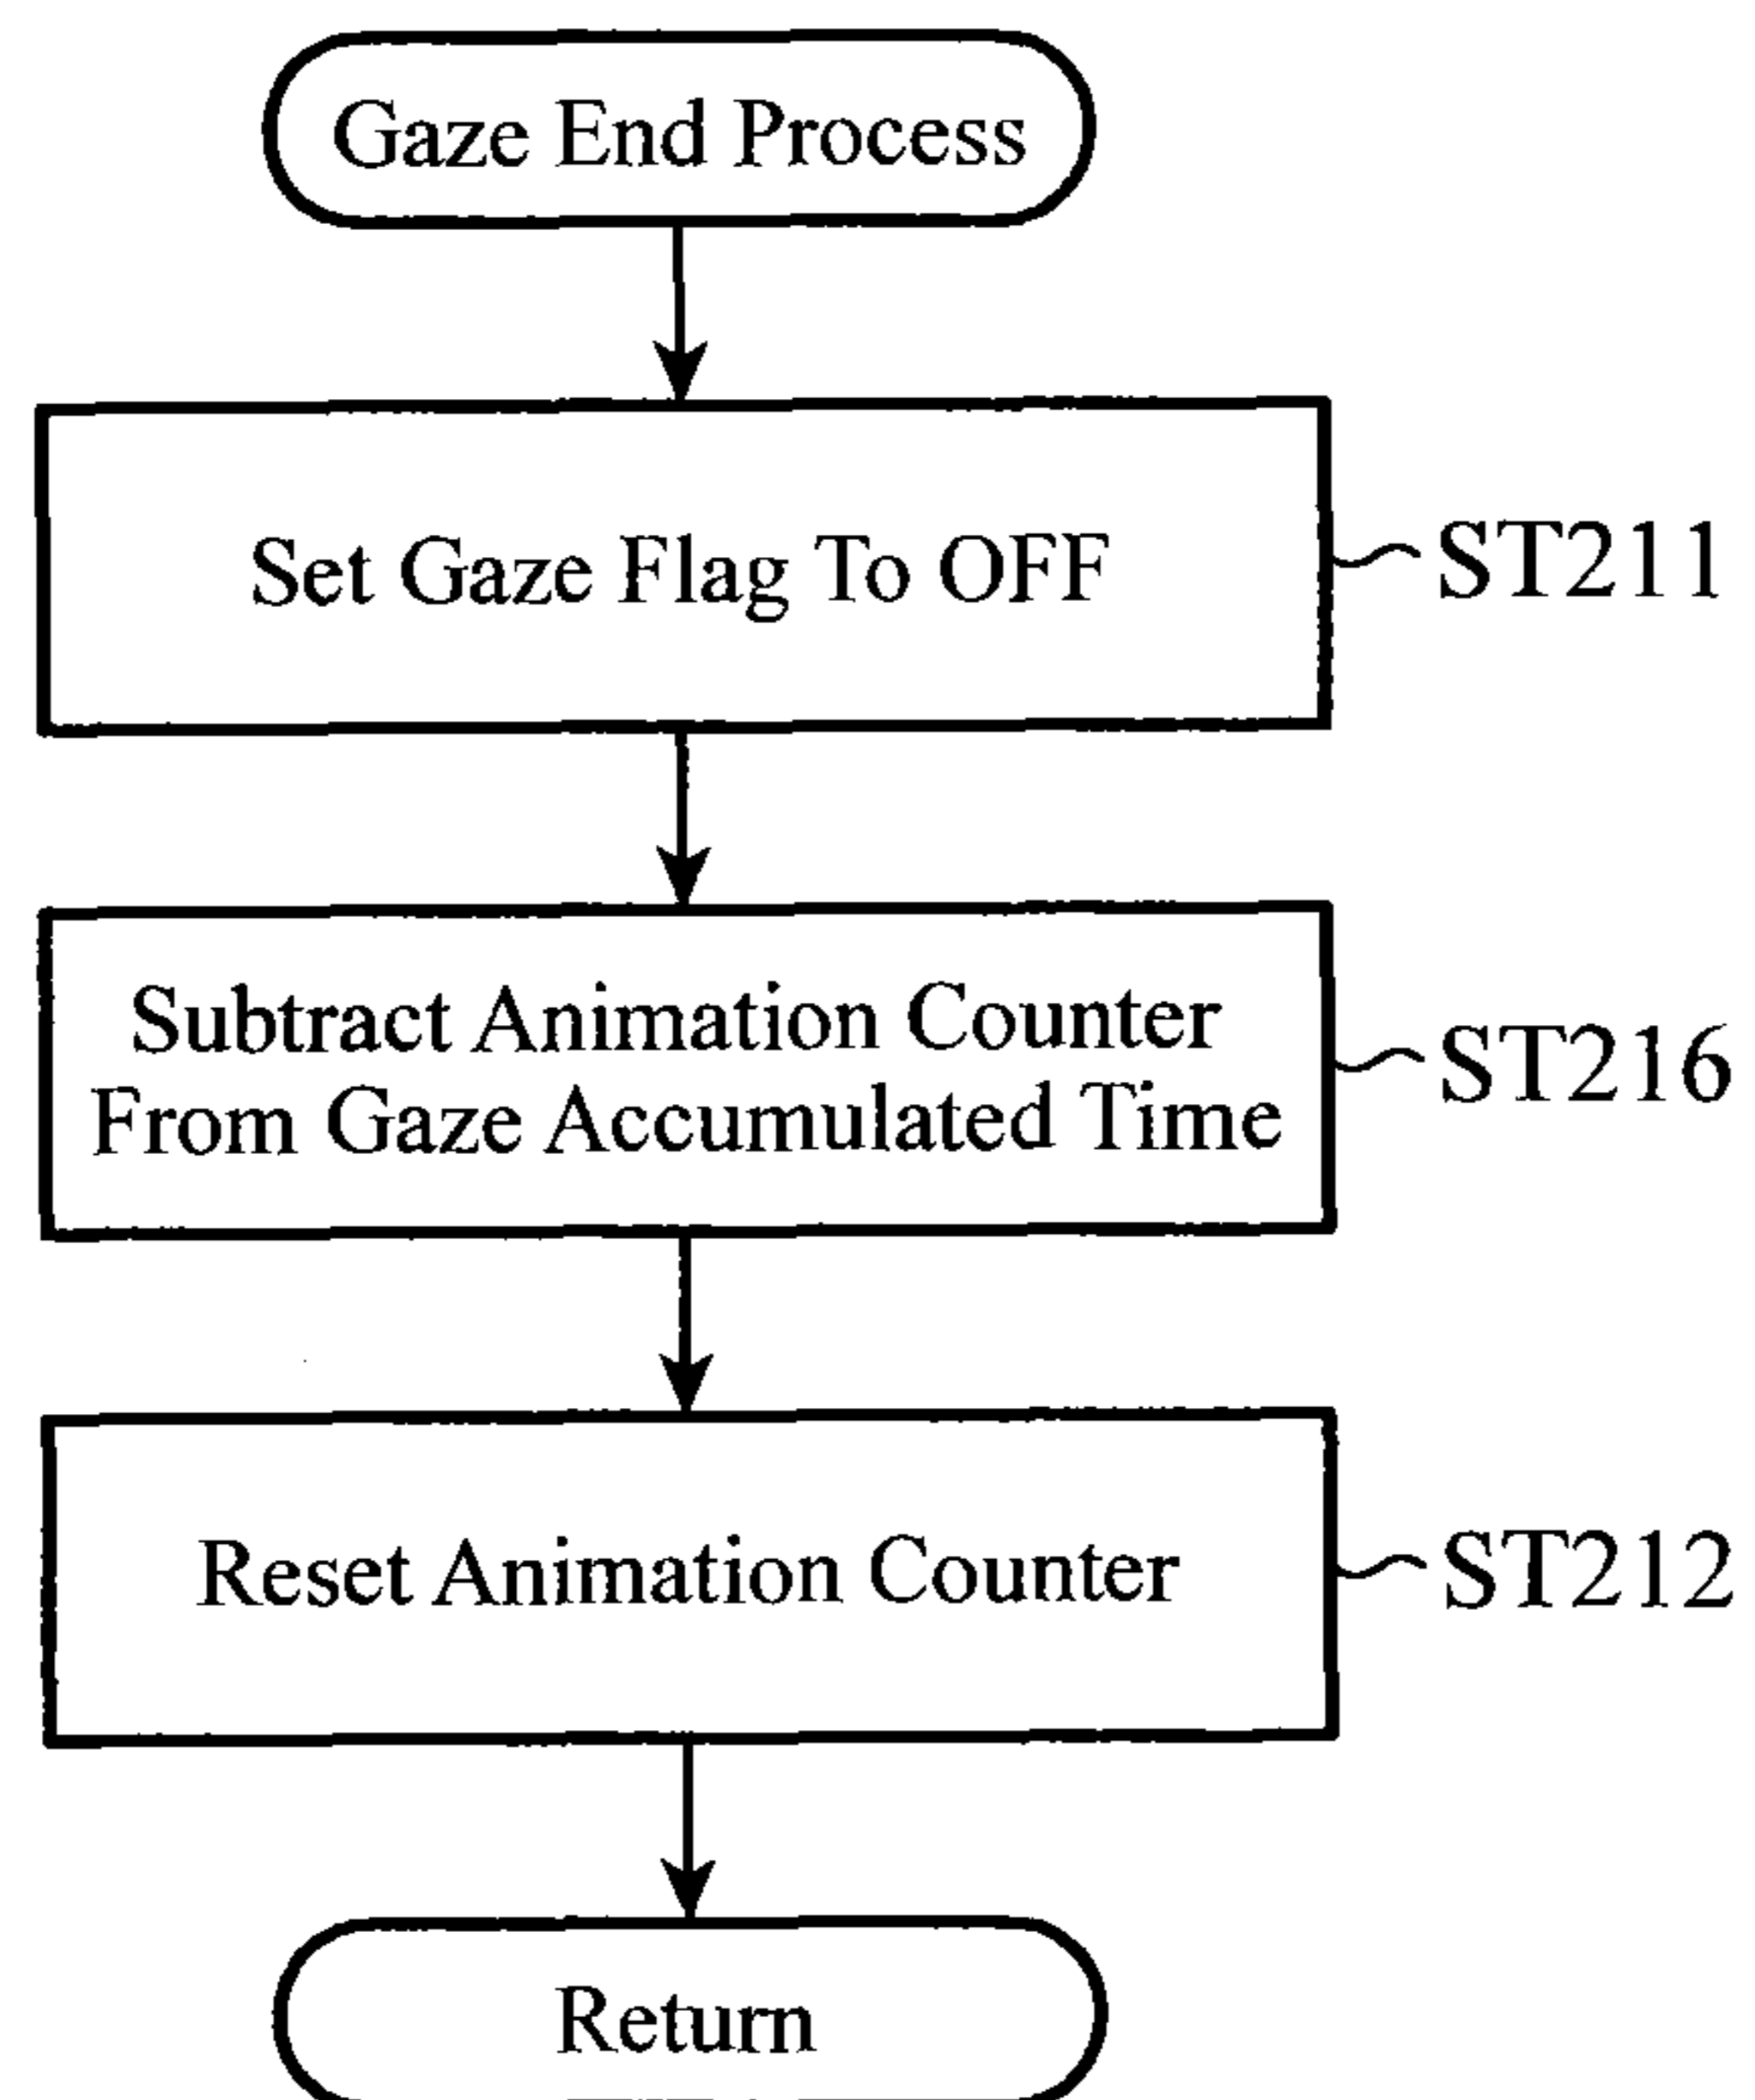 Gaze End Process
Set Gaze Flag To OFF
ST211
Subtract Animation Counter
From Gaze Accumulated Time
ST216
Reset Animation Counter
ST212
Return